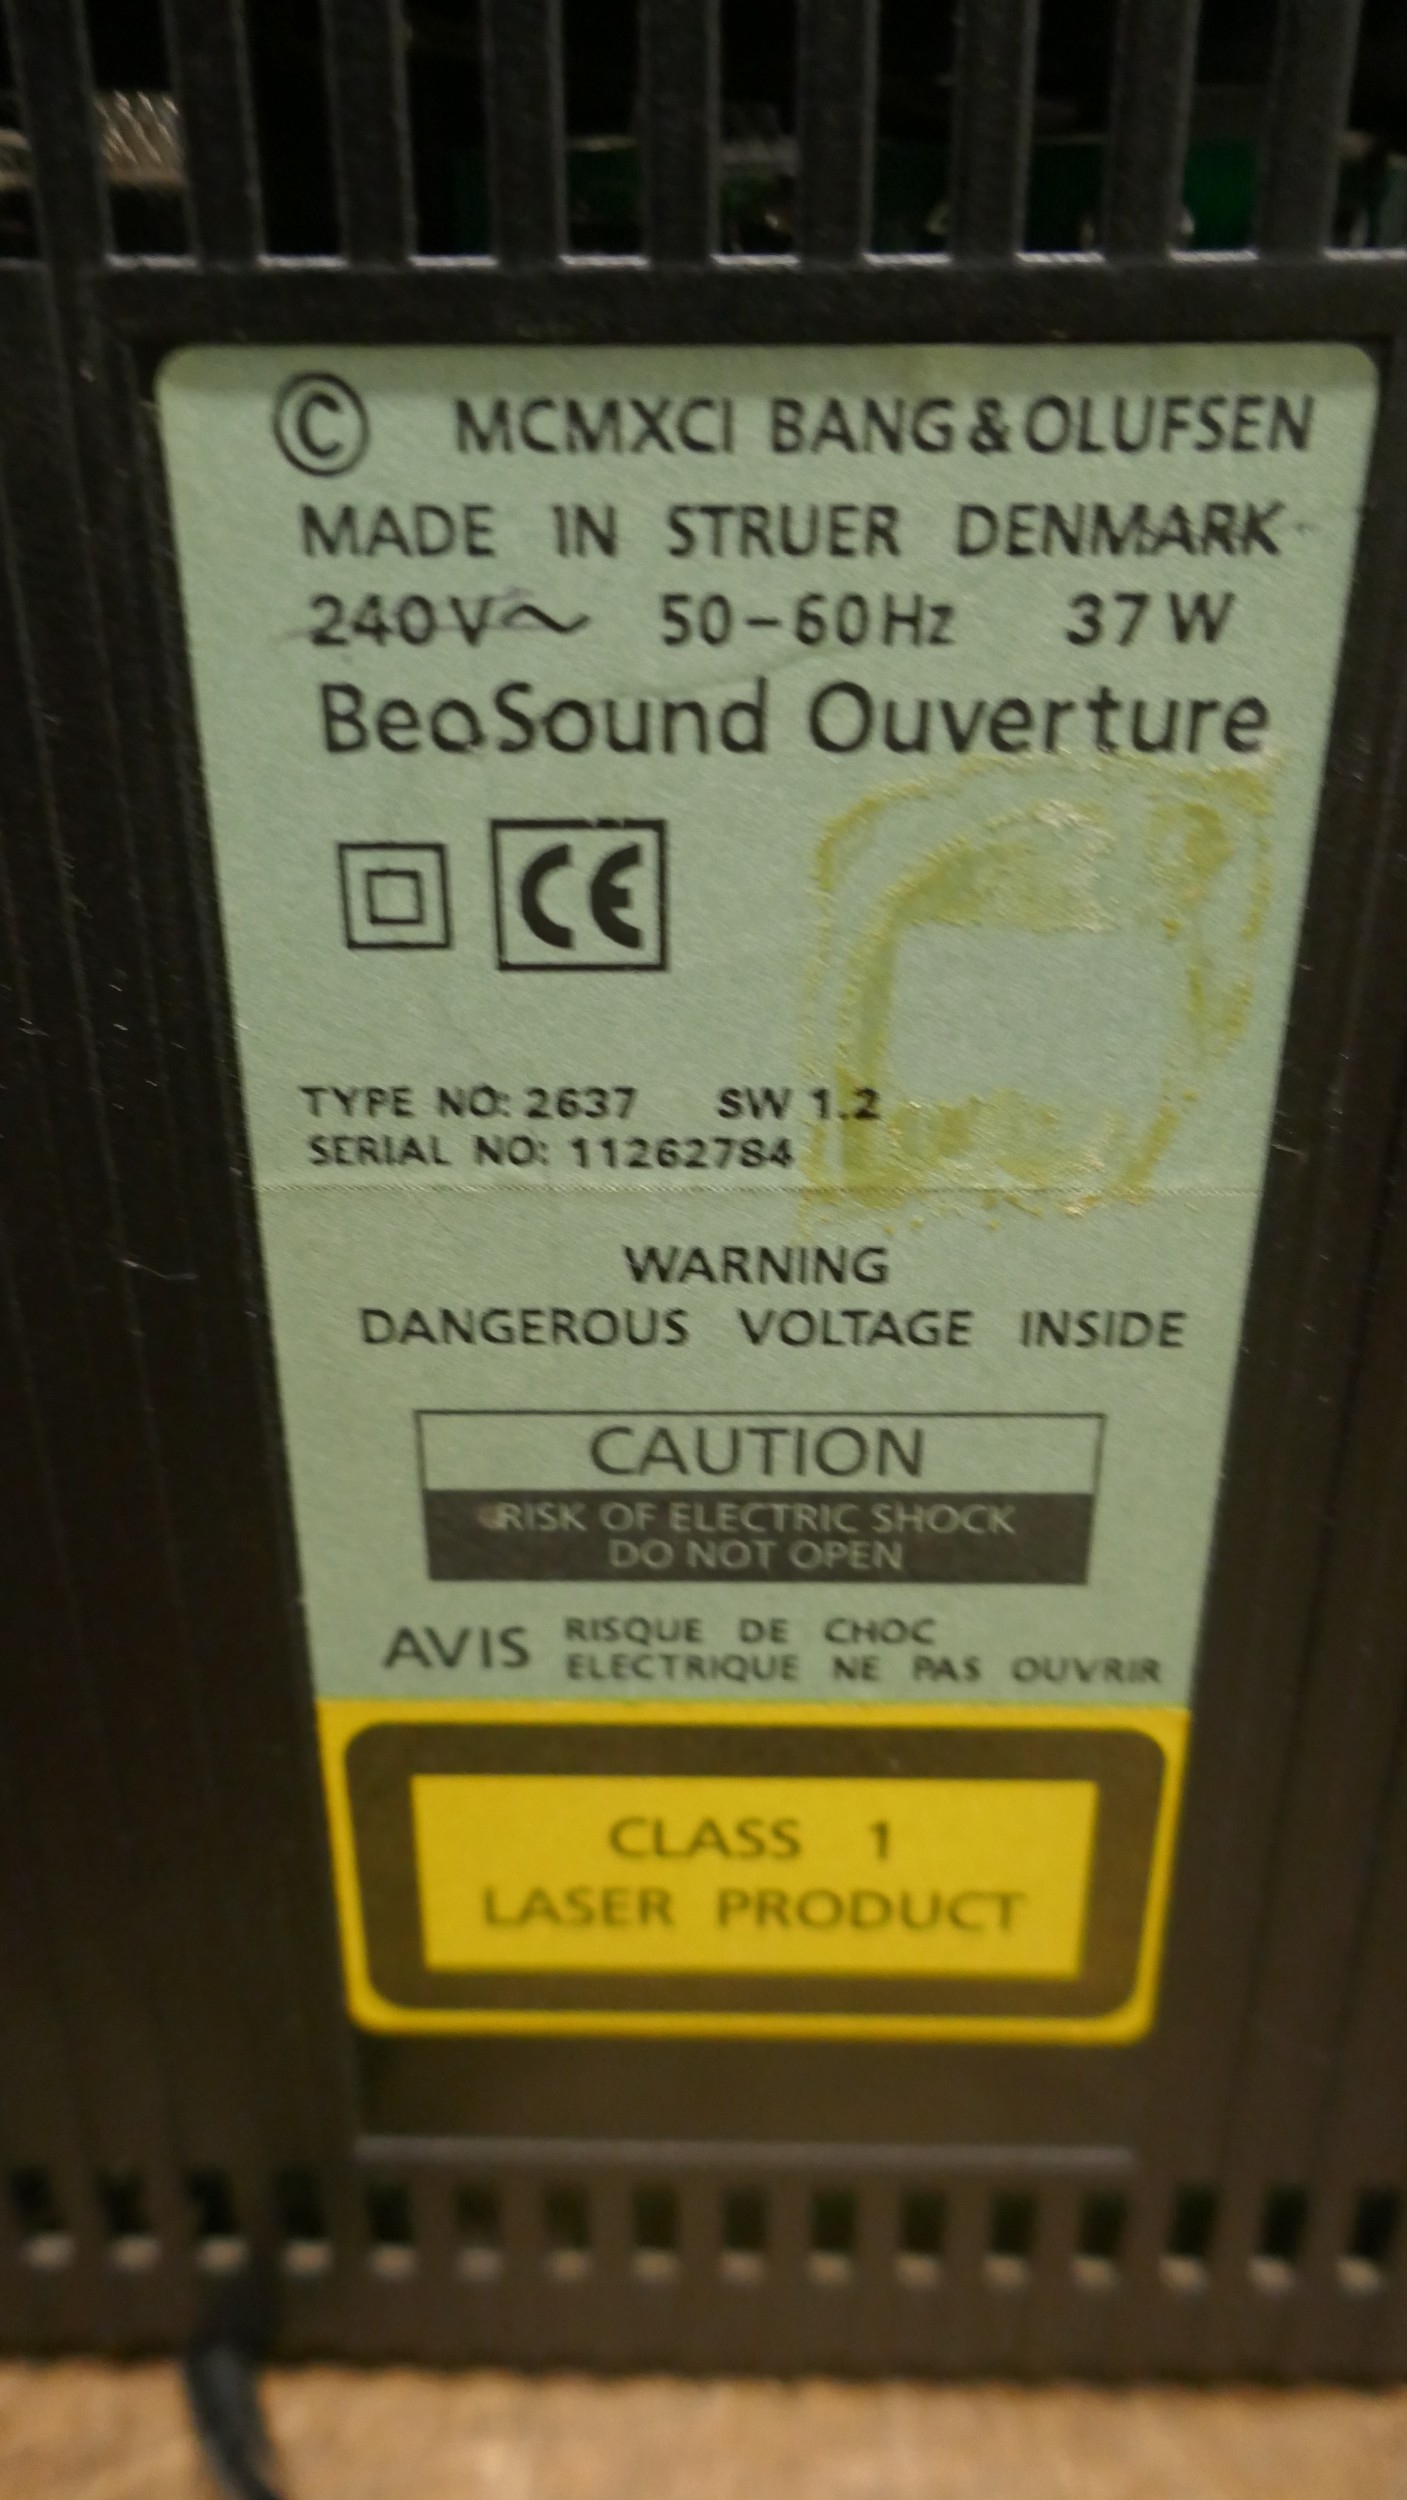 © MCMXCI BANG & OLUFSEN
MADE IN STRUER DENMARK
240V~ 50-60Hz 37W
BeoSound Ouverture
CE
TYPE NO: 2637 SW 1.2
SERIAL NO: 11262784
WARNING
DANGEROUS VOLTAGE INSIDE
CAUTION
RISK OF ELECTRIC SHOCK
DO NOT OPEN
AVIS RISQUE DE CHOC
ELECTRIQUE NE PAS OUVRIR
CLASS 1
LASER PRODUCT